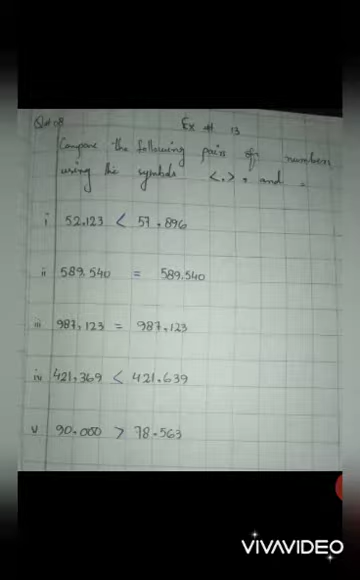 Q# 08 Ex # 13
Compare the following pairs of numbers
using the symbols <, >, and =
i 52.123 < 57.896
ii 589.540 = 589.540
iii 987.123 = 987.123
iv 421.369 < 421.639
v 90.000 > 78.563
VIVAVIDEO